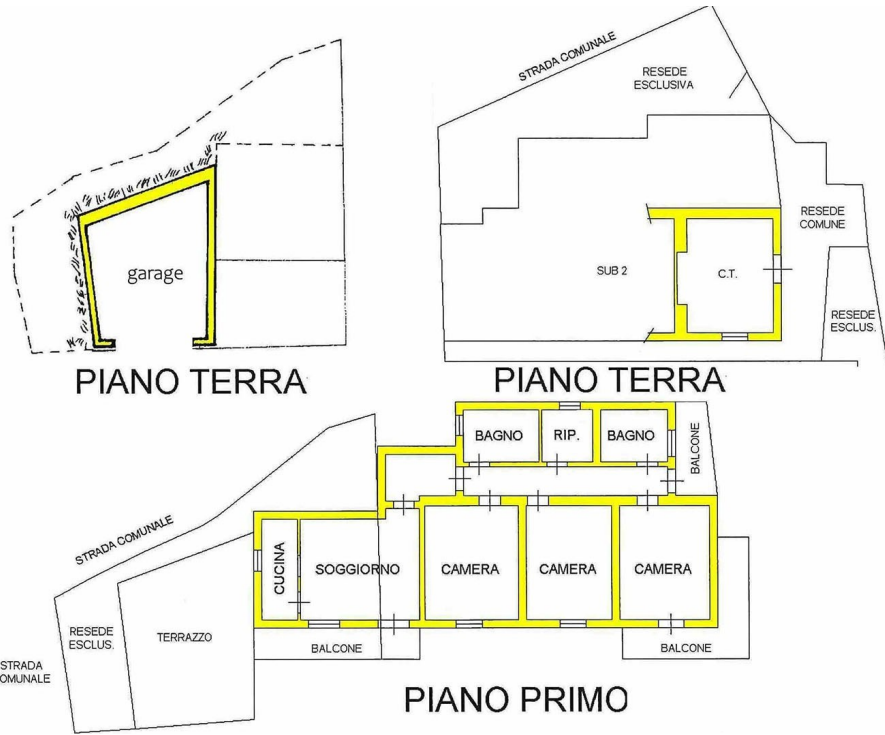 STRADA COMUNALE
RESEDE
ESCLUSIVA
RESEDE
COMUNE
garage
SUB 2
C.T.
RESEDE
ESCLUS.
PIANO TERRA
PIANO TERRA
BAGNO
RIP.
BAGNO
BALCONE
STRADA COMUNALE
CUCINA
SOGGIORNO
CAMERA
CAMERA
CAMERA
RESEDE
ESCLUS.
TERRAZZO
BALCONE
BALCONE
STRADA
OMUNALE
PIANO PRIMO